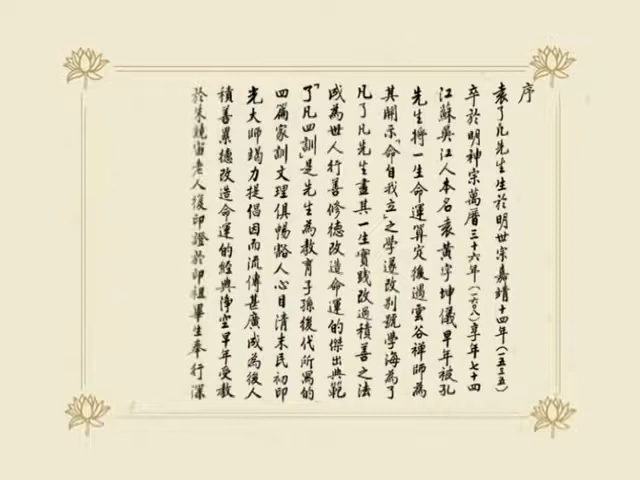 序
袁了凡先生生於明世宗嘉靖十四年(一五三五)
卒於明神宗萬曆三十六年(一六〇八)享年七十四
江蘇吳江人本名袁黃字坤儀早年被孔
先生將一生命運算定後遇雲谷禪師為
其開示「命自我立」之學遂改別號學海為了
凡了凡先生盡其一生實踐改過積善之法
成為世人行善修德改造命運的傑出典範
「了凡四訓」是先生為教育子孫後代所寫的
四篇家訓文理俱暢豁人心目清末民初印
光大師竭力提倡因而流傳甚廣成為後人
積善累德改造命運的經典淨空早年受教
於朱鏡宙老人後印證於印祖畢生奉行深